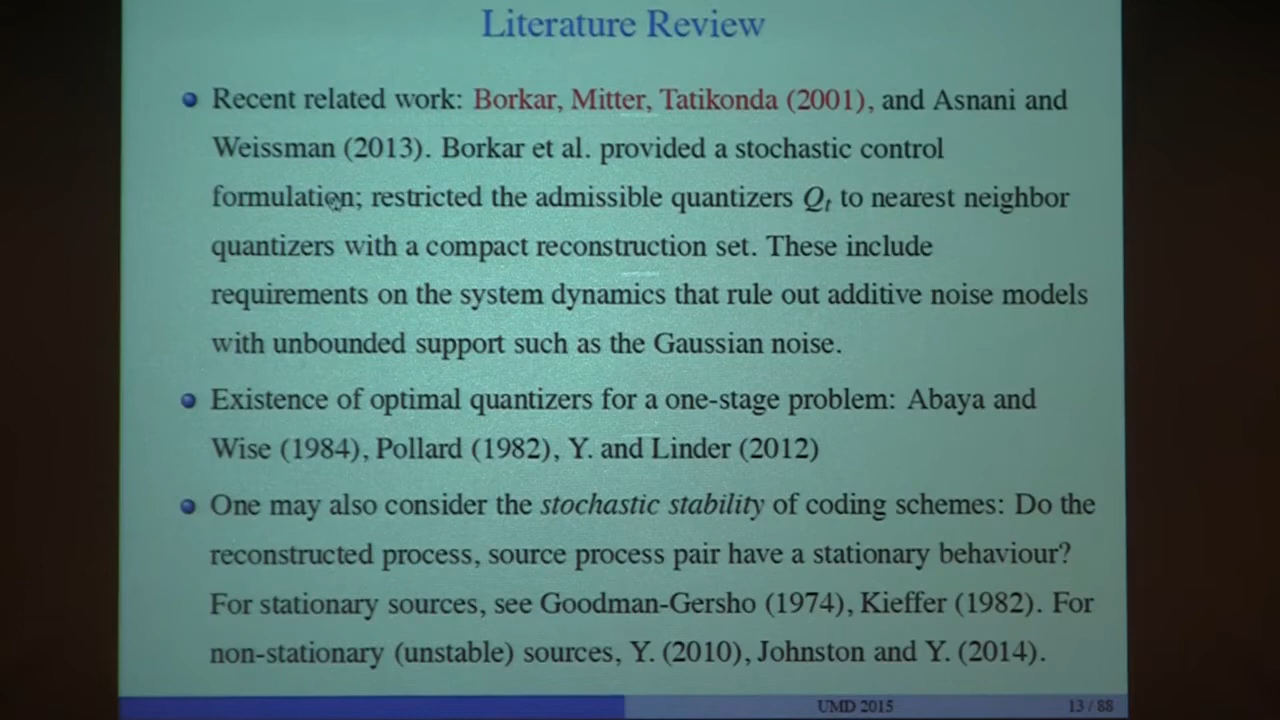 Literature Review
Recent related work: Borkar, Mitter, Tatikonda (2001), and Asnani and
Weissman (2013). Borkar et al. provided a stochastic control
formulation; restricted the admissible quantizers Qt to nearest neighbor
quantizers with a compact reconstruction set. These include
requirements on the system dynamics that rule out additive noise models
with unbounded support such as the Gaussian noise.
Existence of optimal quantizers for a one-stage problem: Abaya and
Wise (1984), Pollard (1982), Y. and Linder (2012)
One may also consider the stochastic stability of coding schemes: Do the
reconstructed process, source process pair have a stationary behaviour?
For stationary sources, see Goodman-Gersho (1974), Kieffer (1982). For
non-stationary (unstable) sources, Y. (2010), Johnston and Y. (2014).
UMD 2015 13 / 88